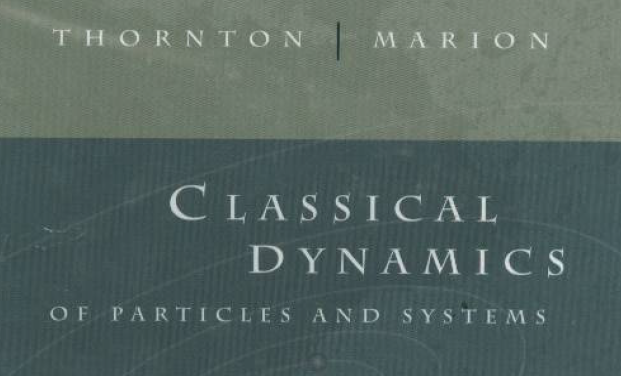 THORNTON | MARION
CLASSICAL
DYNAMICS
OF PARTICLES AND SYSTEMS